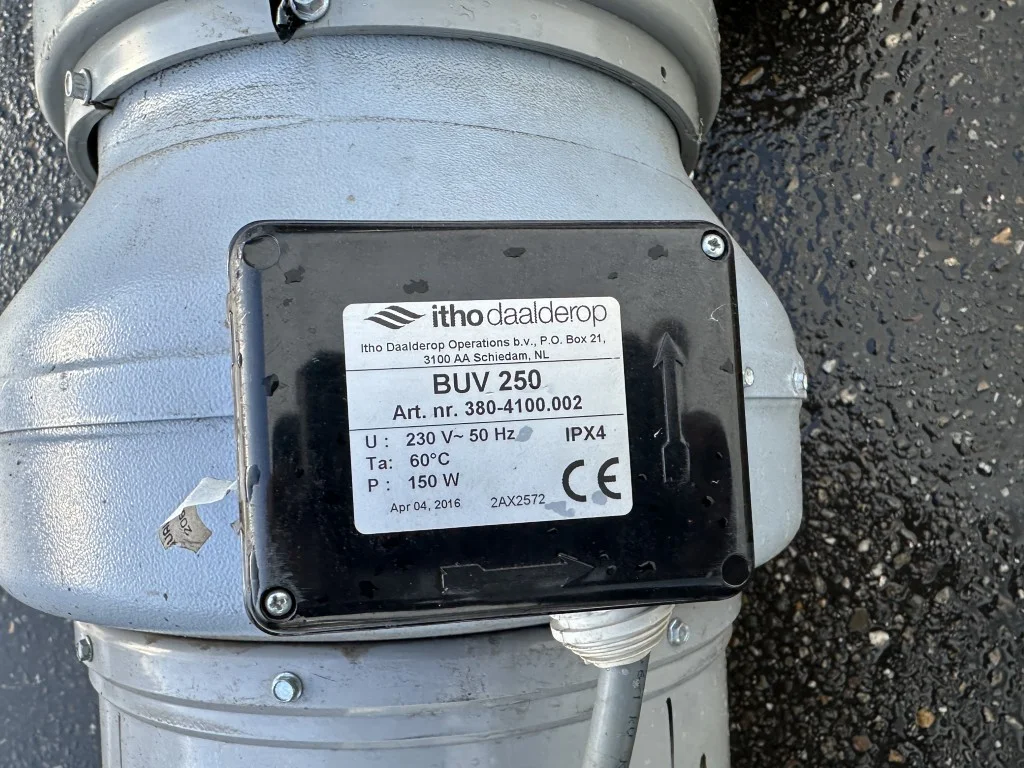 itho daalderop
Itho Daalderop Operations b.v., P.O. Box 21,
3100 AA Schiedam, NL
BUV 250
Art. nr. 380-4100.002
U : 230 V~ 50 Hz IPX4
Ta: 60°C
P : 150 W
CE
Apr 04, 2016 2AX2572